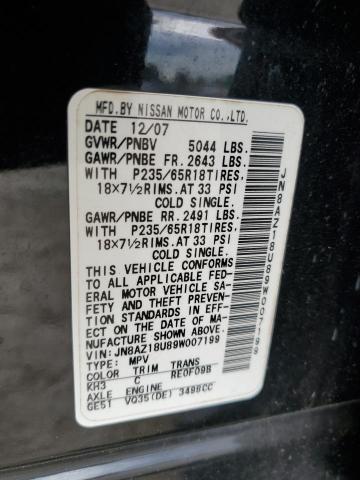 MFD.BY NISSAN MOTOR CO.,LTD.
DATE 12/07
GVWR/PNBV 5044 LBS.
GAWR/PNBE FR. 2643 LBS.
WITH P235/65R18TIRES,
18×7½RIMS.AT 33 PSI
COLD SINGLE.
GAWR/PNBE RR. 2491 LBS.
WITH P235/65R18TIRES,
18×7½RIMS.AT 33 PSI
COLD SINGLE.
THIS VEHICLE CONFORMS
TO ALL APPLICABLE FED-
ERAL MOTOR VEHICLE SA-
FETY AND THEFT PREVEN-
TION STANDARDS IN EFF-
ECT ON THE DATE OF MA-
NUFACTURE SHOWN ABOVE.
VIN:JN8AZ18U89W007199
TYPE: MPV
COLOR TRIM TRANS
KH3 C RE0F09B
AXLE ENGINE
GE51 VQ35(DE) 3498CC
JN8AZ18U89W007199